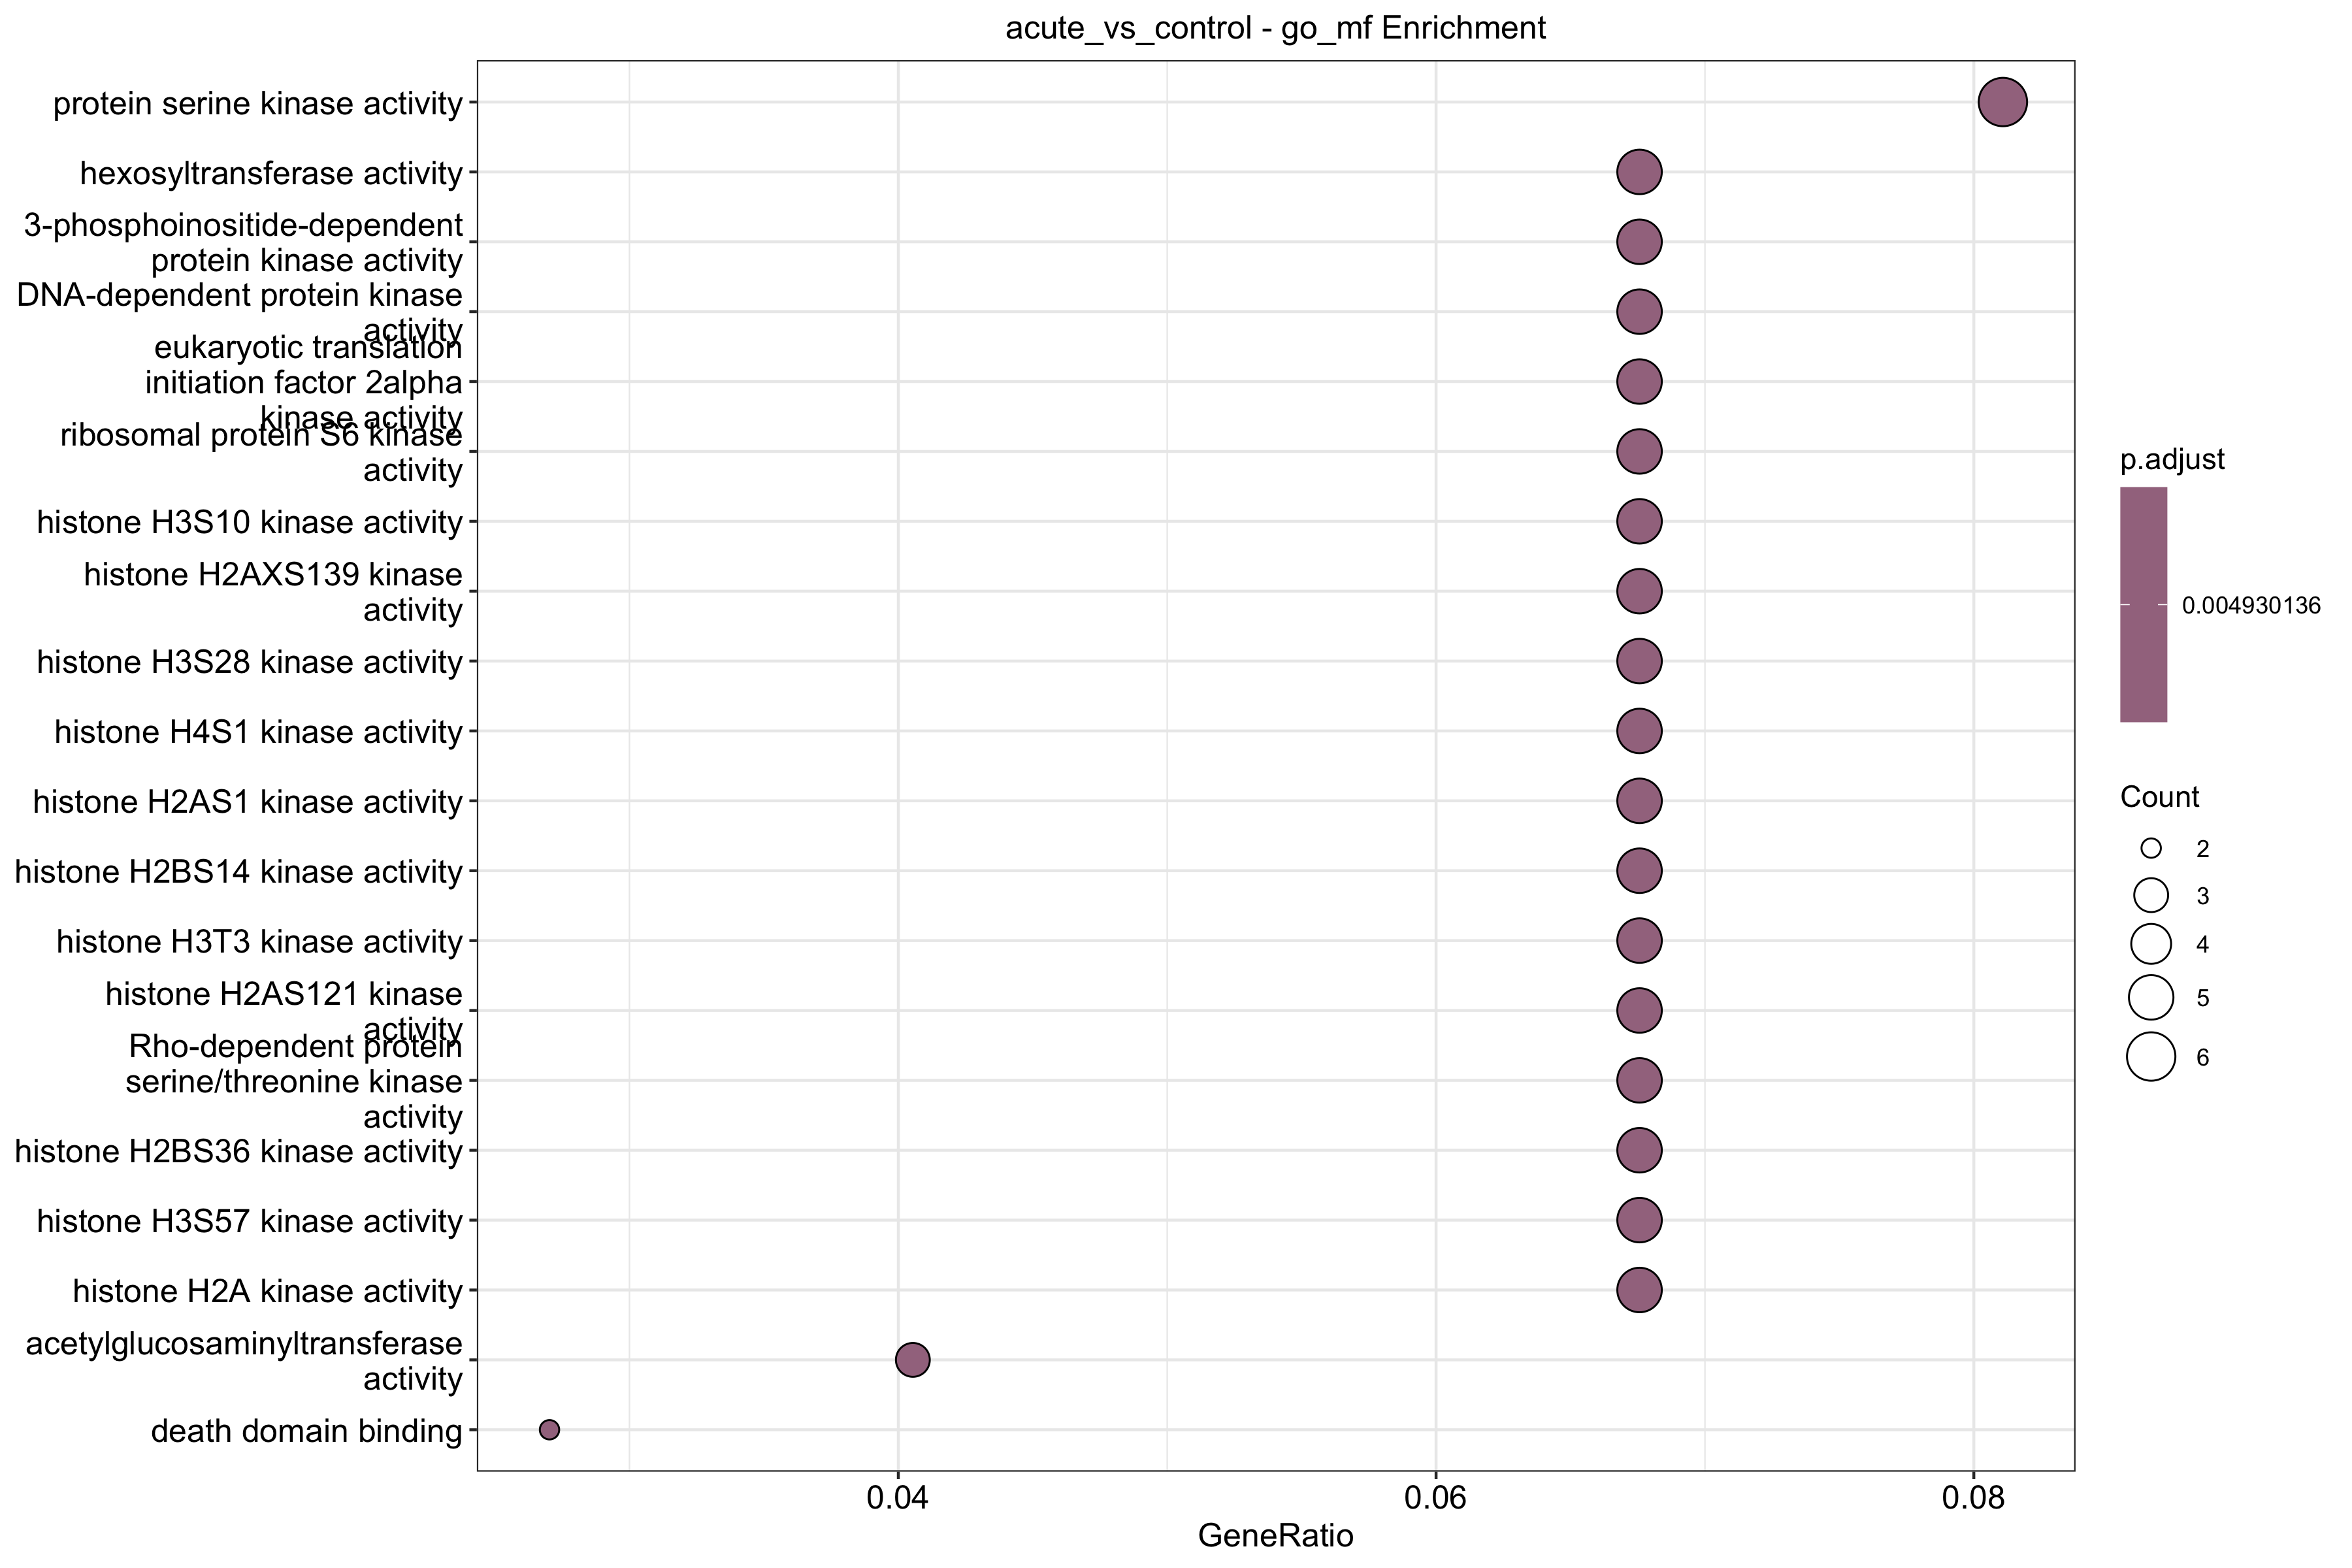 acute_vs_control - go_mf Enrichment
protein serine kinase activity
hexosyltransferase activity
3-phosphoinositide-dependent
protein kinase activity
DNA-dependent protein kinase
activity
eukaryotic translation
initiation factor 2alpha
kinase activity
ribosomal protein S6 kinase
activity
histone H3S10 kinase activity
histone H2AXS139 kinase
activity
histone H3S28 kinase activity
histone H4S1 kinase activity
histone H2AS1 kinase activity
histone H2BS14 kinase activity
histone H3T3 kinase activity
histone H2AS121 kinase
activity
Rho-dependent protein
serine/threonine kinase
activity
histone H2BS36 kinase activity
histone H3S57 kinase activity
histone H2A kinase activity
acetylglucosaminyltransferase
activity
death domain binding
0.04 0.06 0.08
GeneRatio
p.adjust
0.004930136
Count
2
3
4
5
6